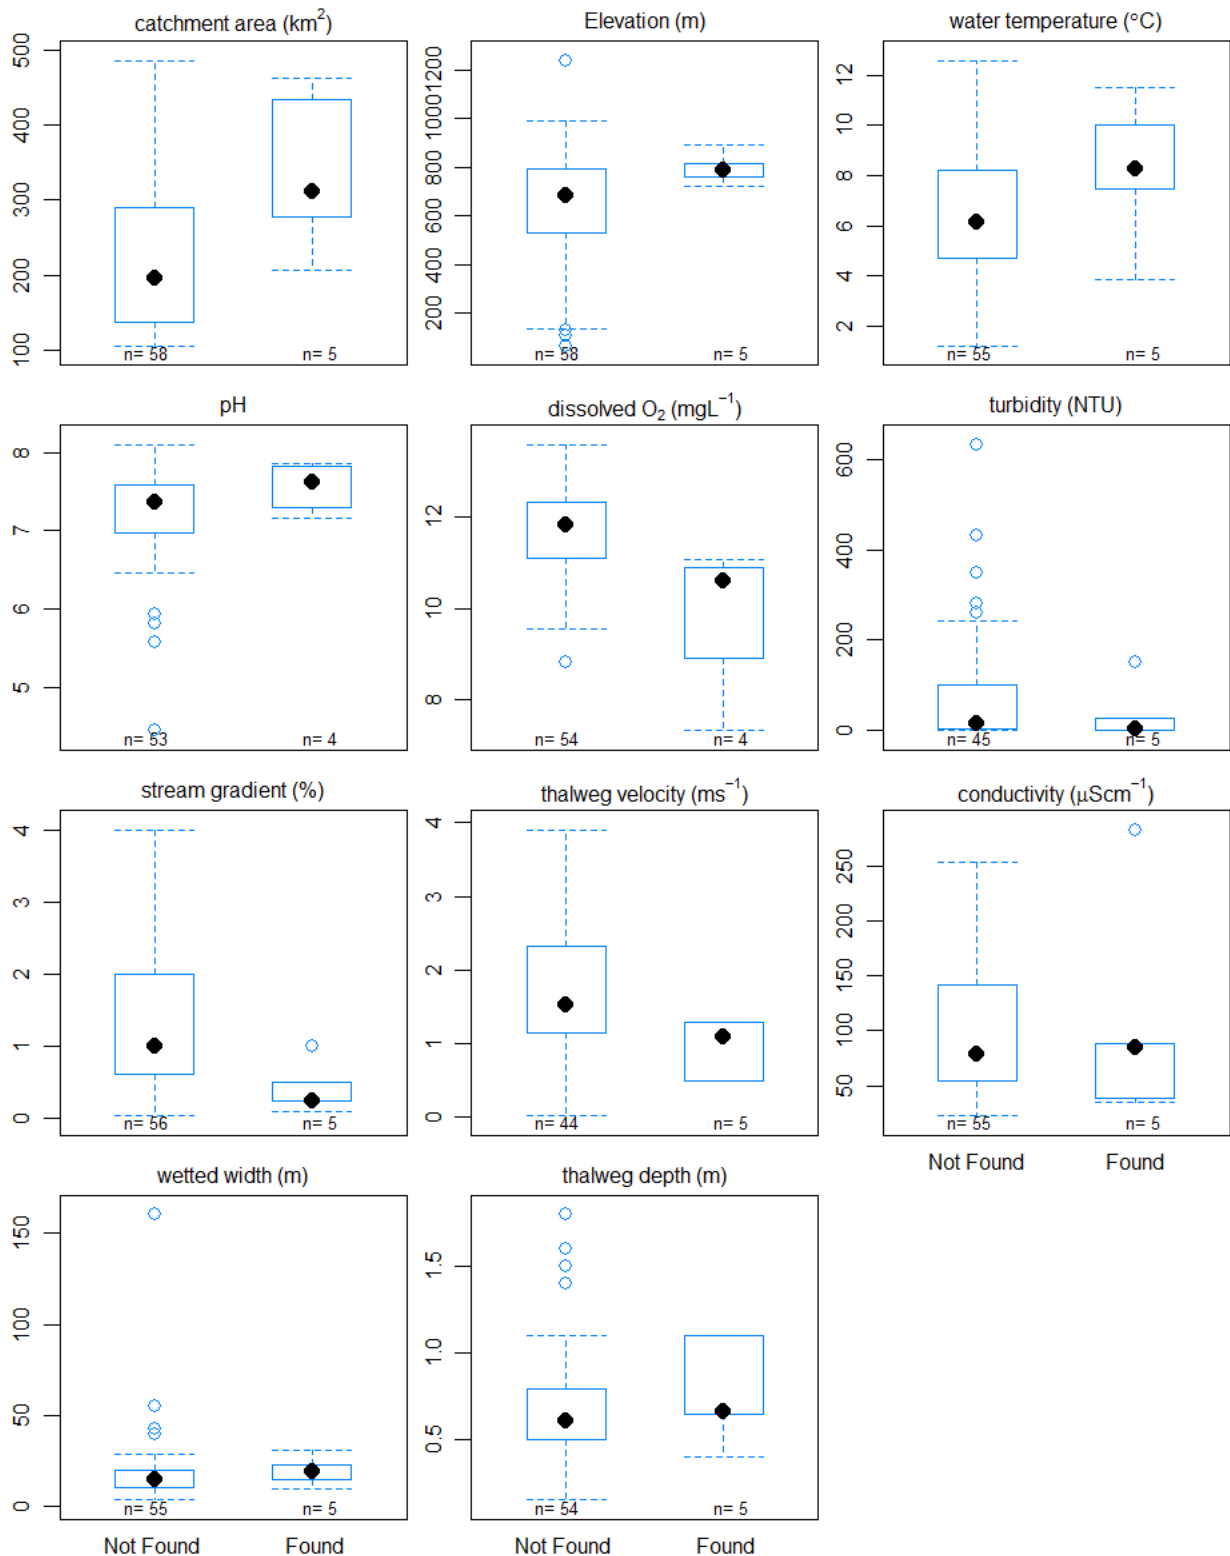 catchment area (km²)
500
400
300
200
100
n= 58
n= 5
Elevation (m)
1200
1000
800
600
400
200
n= 58
n= 5
water temperature (°C)
12
10
8
6
4
2
n= 55
n= 5
pH
8
7
6
5
n= 53
n= 4
dissolved O₂ (mgL⁻¹)
12
10
8
n= 54
n= 4
turbidity (NTU)
600
400
200
0
n= 45
n= 5
stream gradient (%)
4
3
2
1
0
n= 56
n= 5
thalweg velocity (ms⁻¹)
4
3
2
1
0
n= 44
n= 5
conductivity (μScm⁻¹)
250
200
150
100
50
n= 55
n= 5
Not Found Found
wetted width (m)
150
100
50
0
n= 55
n= 5
Not Found Found
thalweg depth (m)
1.5
1.0
0.5
n= 54
n= 5
Not Found Found